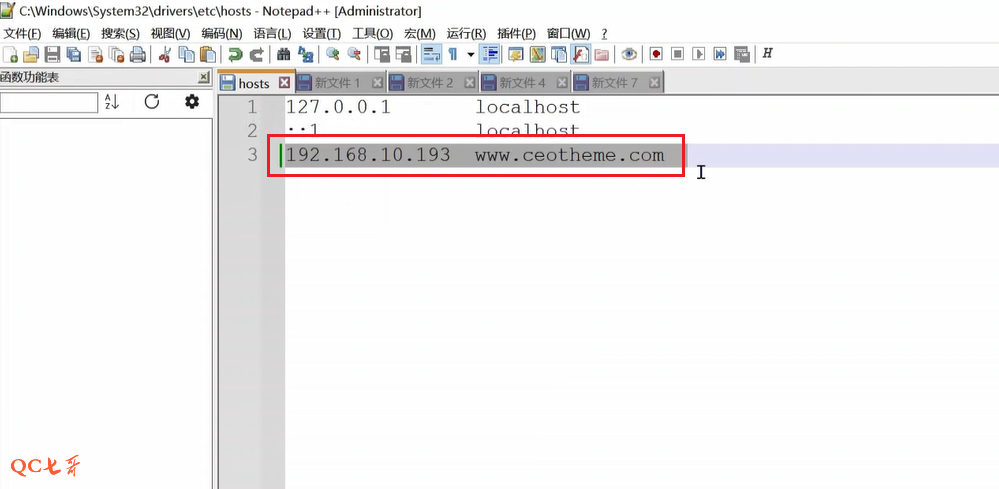 C:\Windows\System32\drivers\etc\hosts - Notepad++ [Administrator]
文件(F) 编辑(E) 搜索(S) 视图(V) 编码(N) 语言(L) 设置(T) 工具(O) 宏(M) 运行(R) 插件(P) 窗口(W) ?
函数功能表
hosts 新文件 1 新文件 2 新文件 4 新文件 7
1 127.0.0.1 localhost
2 ::1 localhost
3 192.168.10.193 www.ceotheme.com
QC七哥